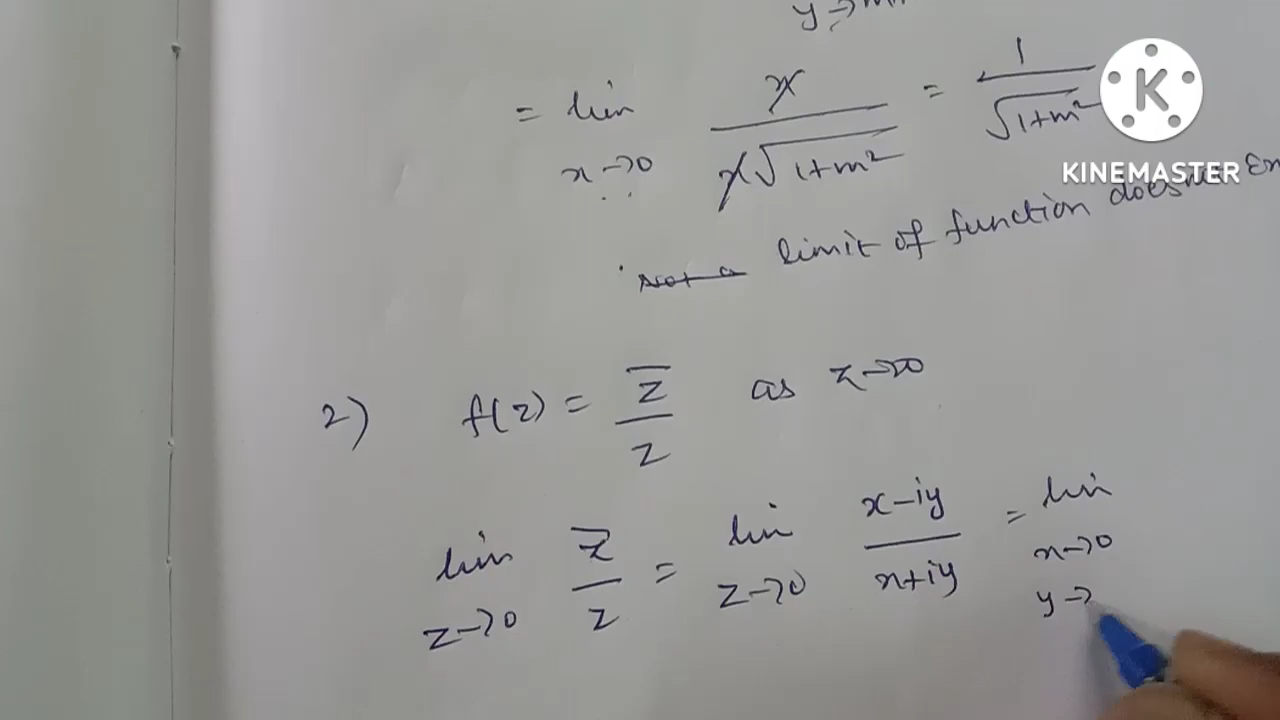 y→m
= lim x / x√1+m² = 1 / √1+m²
x→0
KINEMASTER
limit of function does not
2) f(z) = z̅ / z as z→0
lim z̅ / z = lim x-iy / x+iy = lim
z→0 z→0 x→0
y→